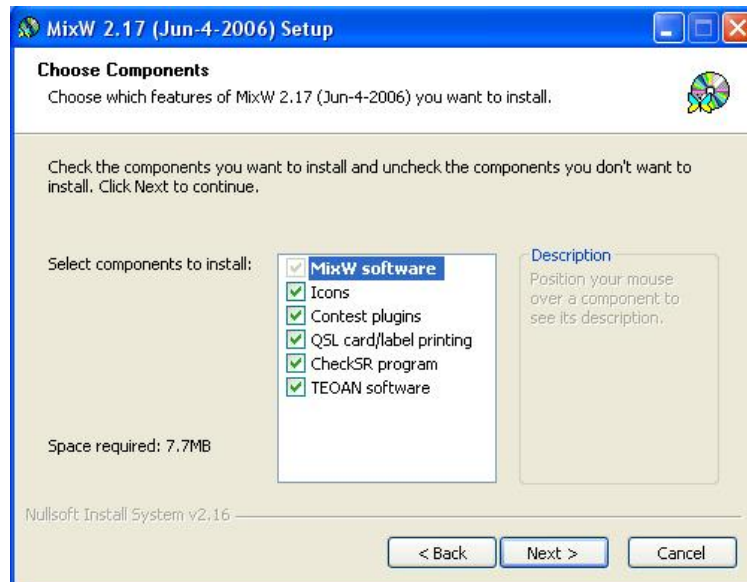 MixW 2.17 (Jun-4-2006) Setup
Choose Components
Choose which features of MixW 2.17 (Jun-4-2006) you want to install.
Check the components you want to install and uncheck the components you don't want to
install. Click Next to continue.
Select components to install:
MixW software
Icons
Contest plugins
QSL card/label printing
CheckSR program
TEOAN software
Description
Position your mouse
over a component to
see its description.
Space required: 7.7MB
Nullsoft Install System v2.16
< Back
Next >
Cancel